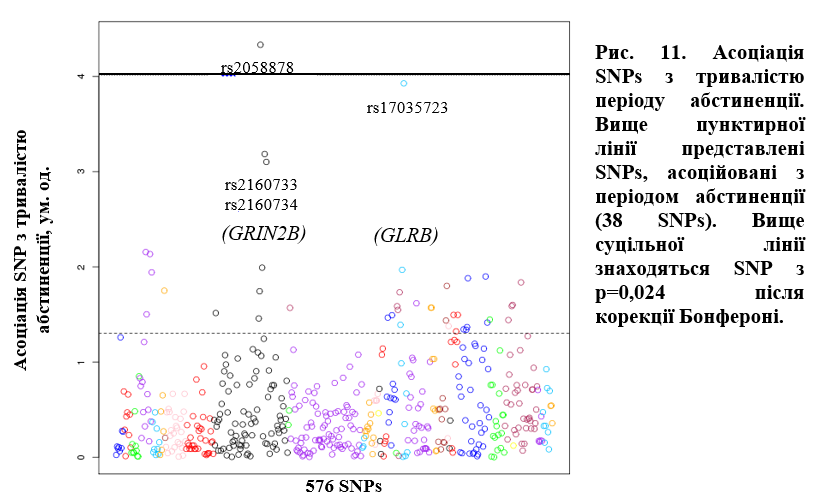 4
3
2
1
0
rs2058878
rs17035723
rs2160733
rs2160734
(GRIN2B)
(GLRB)
Асоціація SNP з тривалістю
абстиненції, ум. од.
576 SNPs
Рис. 11. Асоціація
SNPs з тривалістю
періоду абстиненції.
Вище пунктирної
лінії представлені
SNPs, асоційовані з
періодом абстиненції
(38 SNPs). Вище
суцільної лінії
знаходяться SNP з
p=0,024 після
корекції Бонфероні.